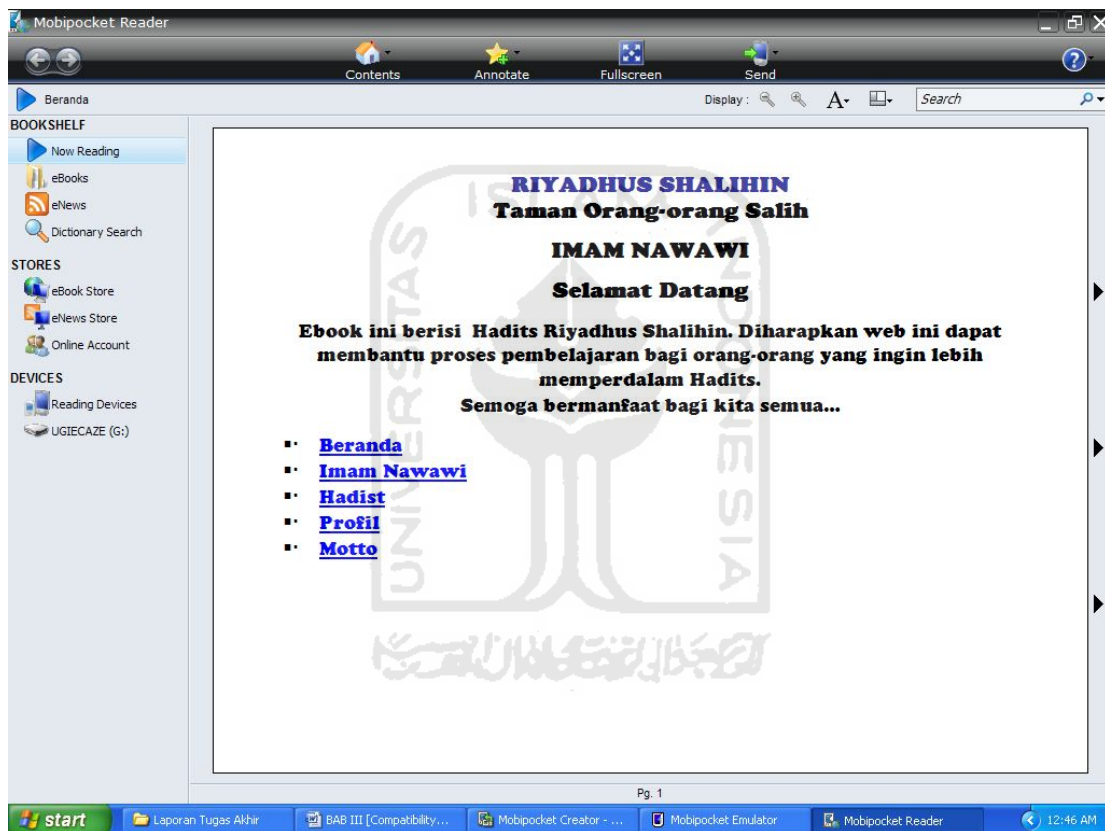 Mobipocket Reader
Contents Annotate Fullscreen Send
Beranda Display : A Search
BOOKSHELF
Now Reading
eBooks
eNews
Dictionary Search
STORES
eBook Store
eNews Store
Online Account
DEVICES
Reading Devices
UGIECAZE (G:)
RIYADHUS SHALIHIN
Taman Orang-orang Salih
IMAM NAWAWI
Selamat Datang
Ebook ini berisi Hadits Riyadhus Shalihin. Diharapkan web ini dapat
membantu proses pembelajaran bagi orang-orang yang ingin lebih
memperdalam Hadits.
Semoga bermanfaat bagi kita semua...
Beranda
Imam Nawawi
Hadist
Profil
Motto
UNIVERSITAS
ISLAM
INDONESIA
Pg. 1
start Laporan Tugas Akhir BAB III [Compatibility... Mobipocket Creator - ... Mobipocket Emulator Mobipocket Reader 12:46 AM